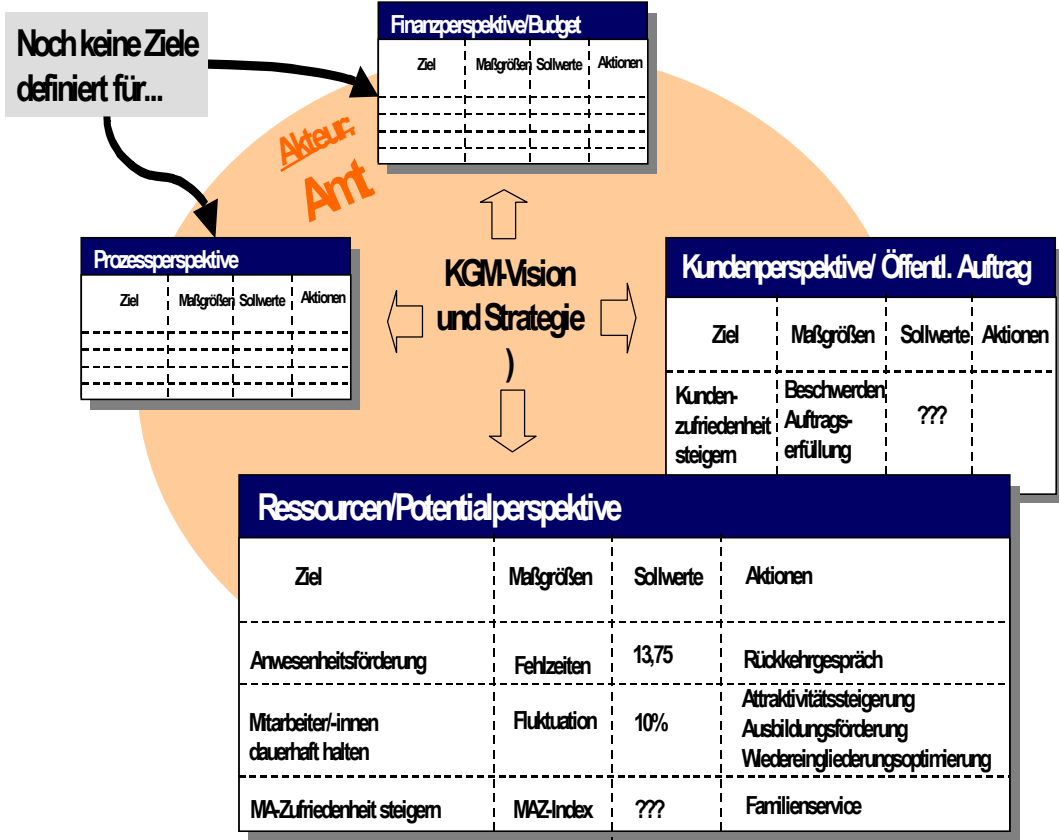 Noch keine Ziele
definiert für...
Finanzperspektive/Budget
Ziel Maßgrößen Sollwerte Aktionen
Akteur:
Amt
Prozessperspektive
Ziel Maßgrößen Sollwerte Aktionen
KGM-Vision
und Strategie
)
Kundenperspektive/ Öffentl. Auftrag
Ziel Maßgrößen Sollwerte Aktionen
Kunden-
zufriedenheit
steigern
Beschwerden
Auftrags-
erfüllung
???
Ressourcen/Potentialperspektive
Ziel Maßgrößen Sollwerte Aktionen
Anwesenheitsförderung Fehlzeiten 13,75 Rückkehrgespräch
Mitarbeiter/-innen
dauerhaft halten
Fluktuation 10%
Attraktivitätssteigerung
Ausbildungsförderung
Wiedereingliederungsoptimierung
MA-Zufriedenheit steigern MAZ-Index ??? Familienservice